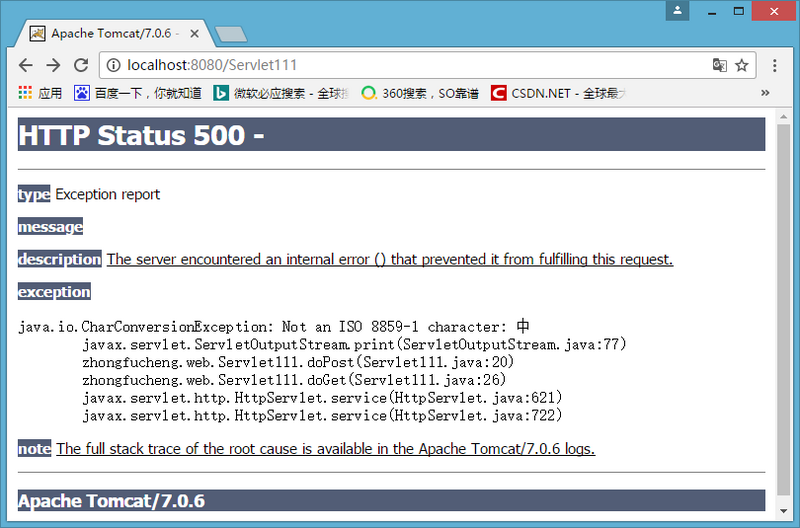 Apache Tomcat/7.0.6 -
localhost:8080/Servlet111
应用 百度一下，你就知道 微软必应搜索 - 全球搜 360搜索，SO靠谱 CSDN.NET - 全球最大
HTTP Status 500 -
type Exception report
message
description The server encountered an internal error () that prevented it from fulfilling this request.
exception
java.io.CharConversionException: Not an ISO 8859-1 character: 中
javax.servlet.ServletOutputStream.print(ServletOutputStream.java:77)
zhongfucheng.web.Servlet111.doPost(Servlet111.java:20)
zhongfucheng.web.Servlet111.doGet(Servlet111.java:26)
javax.servlet.http.HttpServlet.service(HttpServlet.java:621)
javax.servlet.http.HttpServlet.service(HttpServlet.java:722)
note The full stack trace of the root cause is available in the Apache Tomcat/7.0.6 logs.
Apache Tomcat/7.0.6